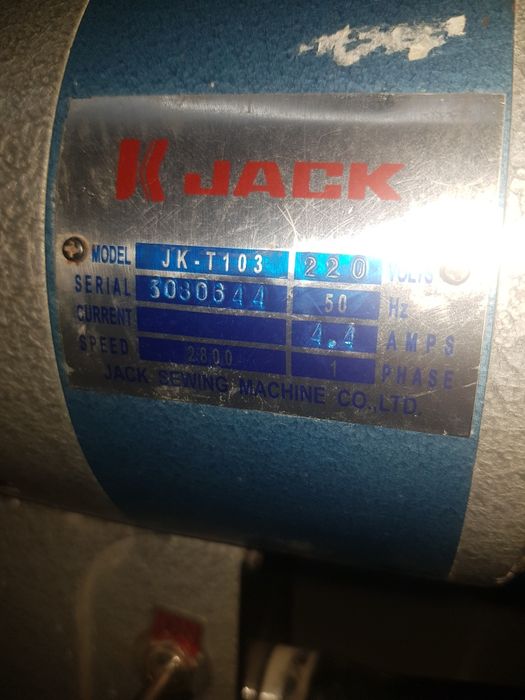 JACK
MODEL JK-T103 220 VOLTS
SERIAL 3030644 50 Hz
CURRENT 4.4 AMPS
SPEED 2800 1 PHASE
JACK SEWING MACHINE CO.,LTD.